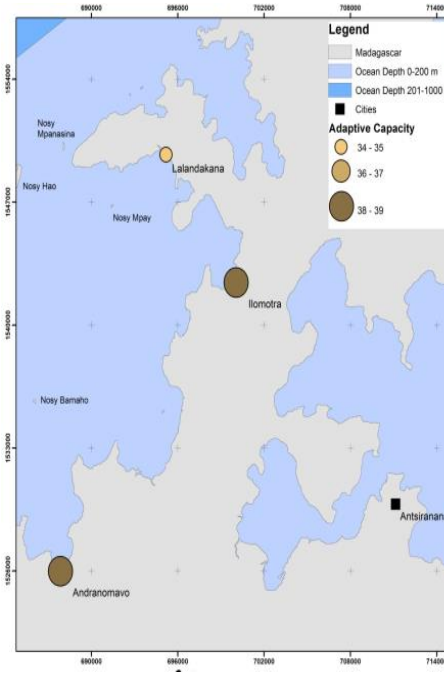 690000 696000 702000 708000 71400
1554000
1547000
1540000
1533000
1526000
Legend
Madagascar
Ocean Depth 0-200 m
Ocean Depth 201-1000
Cities
Adaptive Capacity
34 - 35
36 - 37
38 - 39
Nosy
Mpanasina
Lalandakana
Nosy Hao
Nosy Mpay
Ilomotra
Nosy Bamaho
Antsiranan
Andranomavo
690000 696000 702000 708000 71400